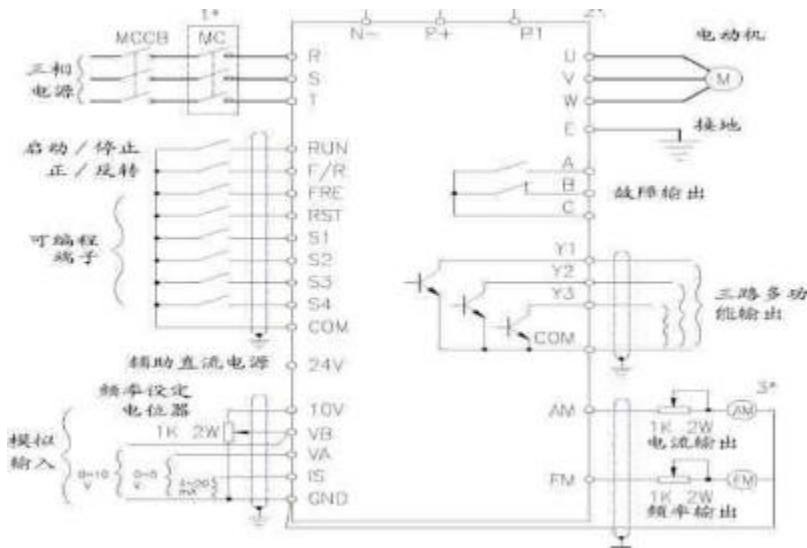 1*
2*
MCCB
MC
N-
P+
P1
三相
电源
R
S
T
U
V
W
E
电动机
M
接地
启动/停止
正/反转
可编程
端子
RUN
F/R
FRE
RST
S1
S2
S3
S4
COM
A
B
C
故障输出
Y1
Y2
Y3
COM
三路多功
能输出
辅助直流电源
24V
频率设定
电位器
1K 2W
模拟
输入
0~10
V
0~5
V
mA
10V
VB
VA
IS
GND
AM
FM
3*
AM
1K 2W
电流输出
FM
1K 2W
频率输出